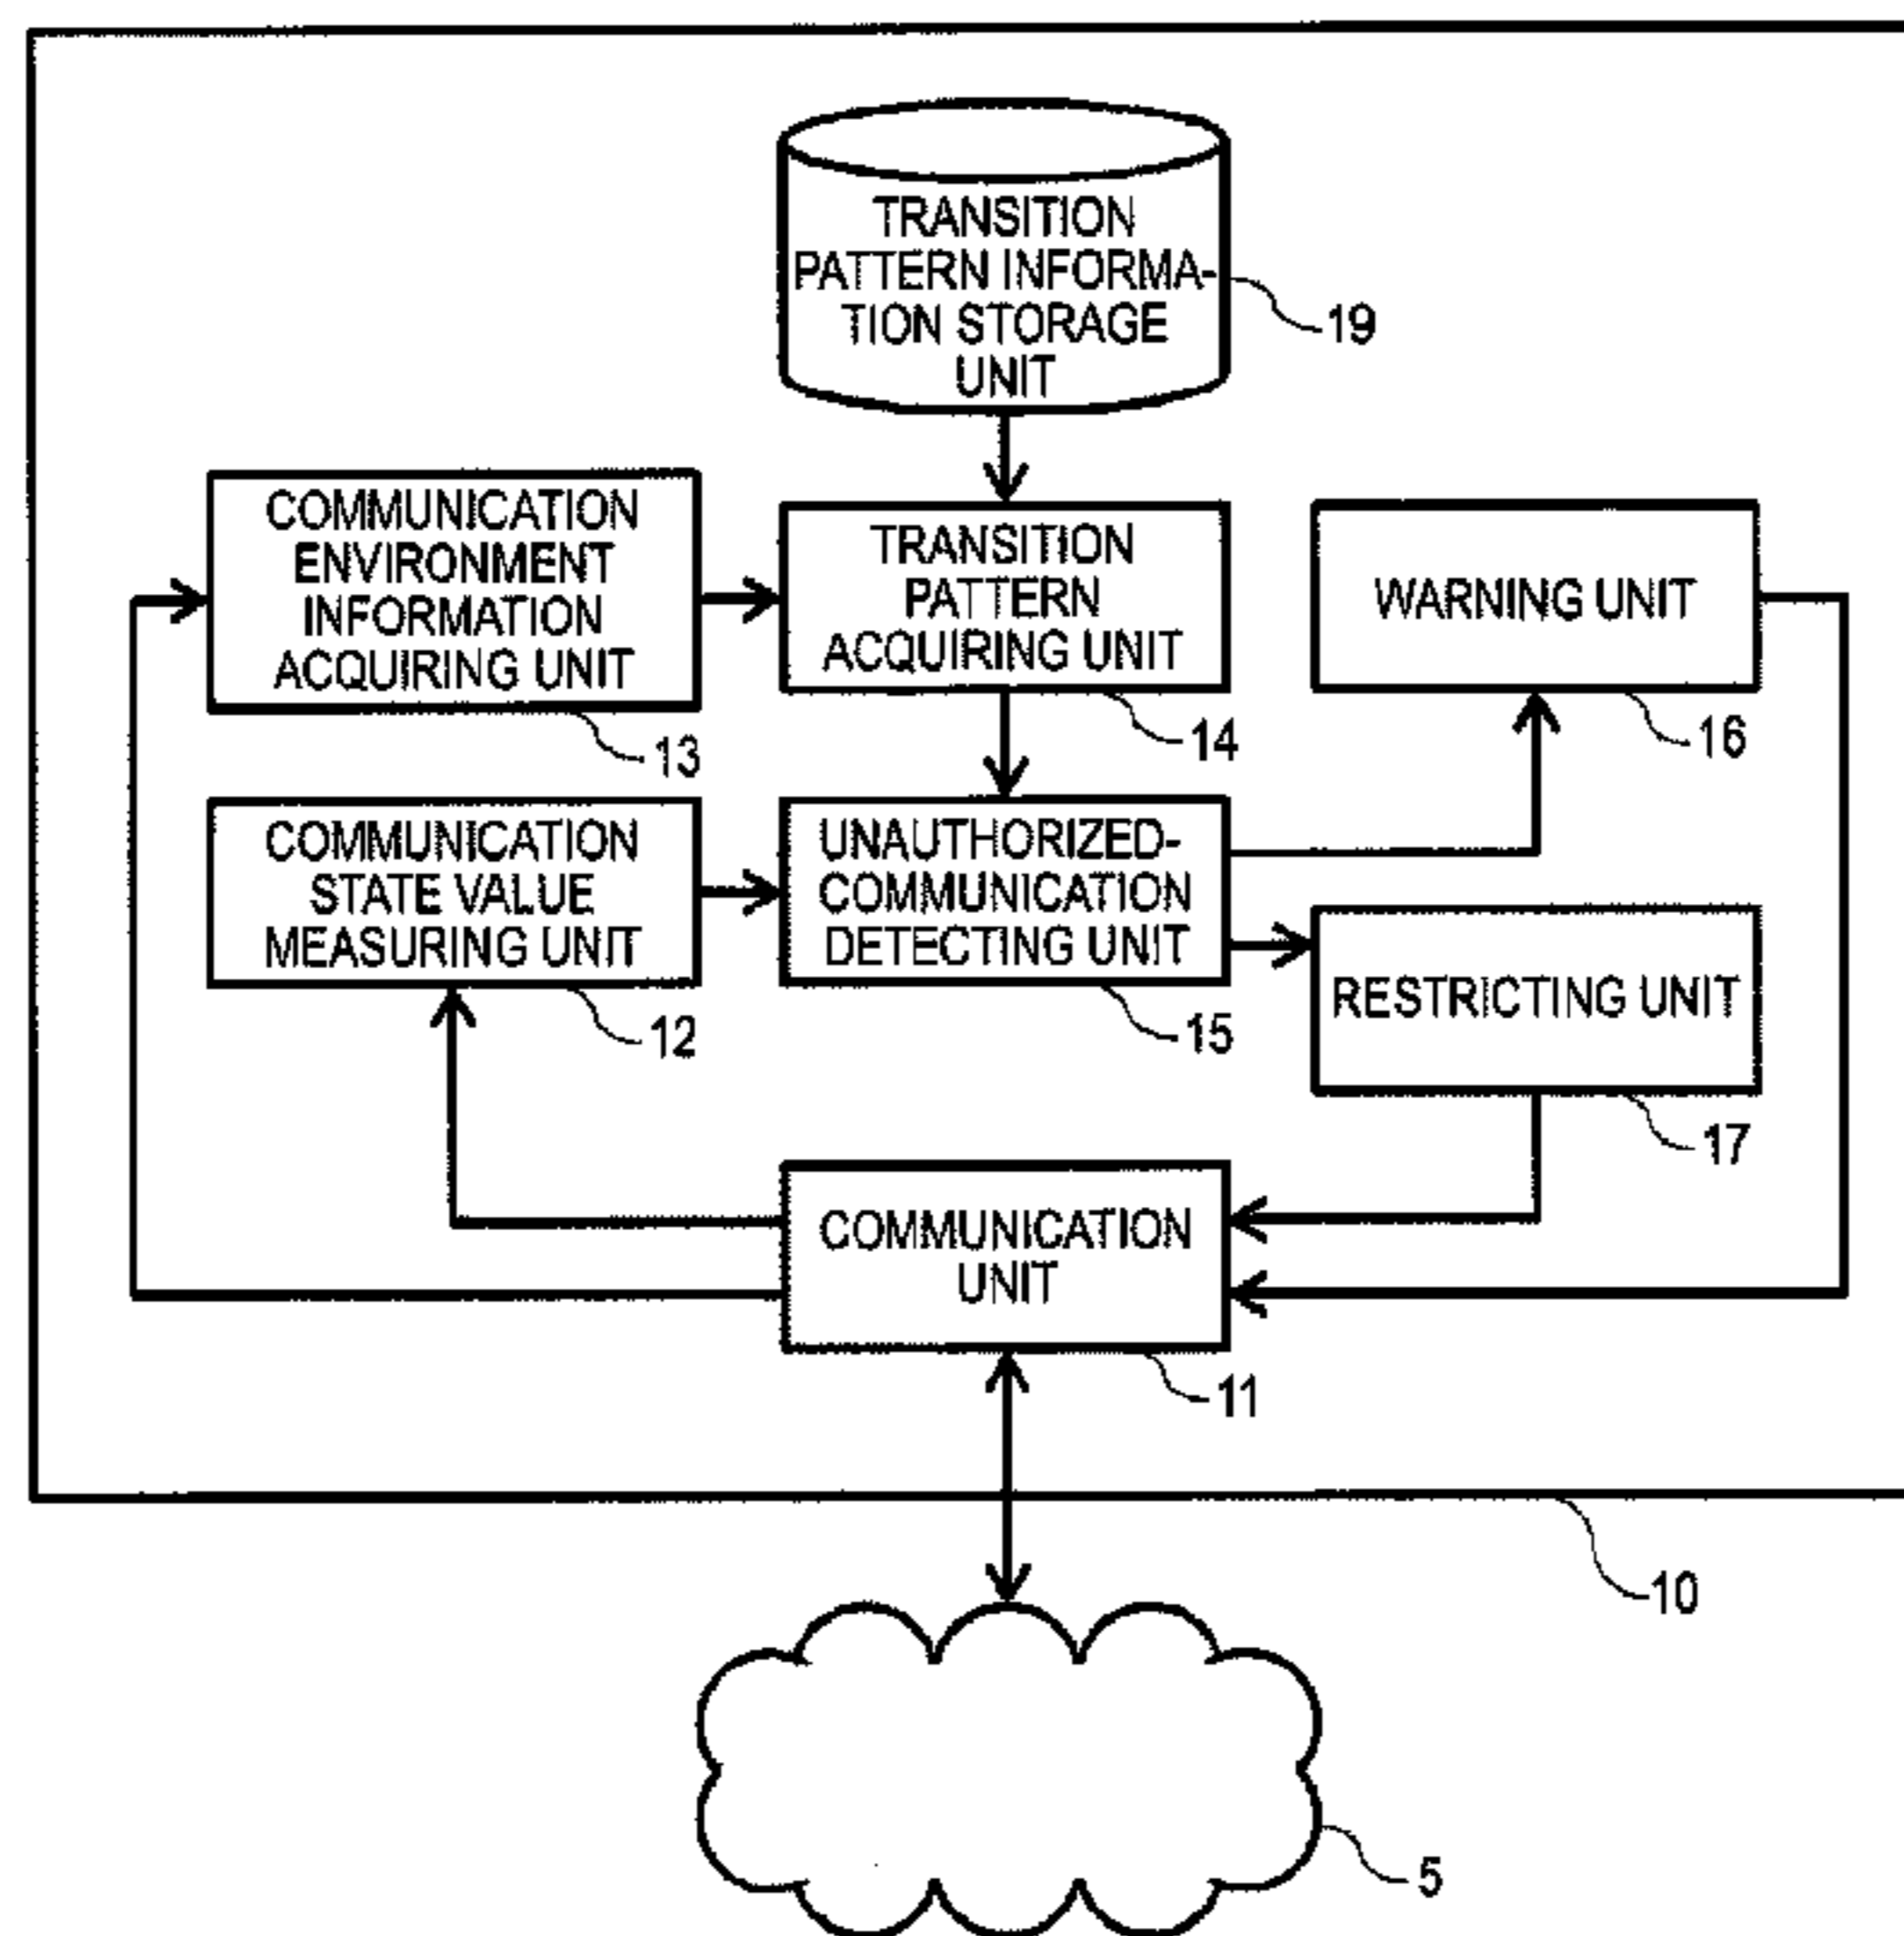 TRANSITION
PATTERN INFORMA-
TION STORAGE
UNIT
19
COMMUNICATION
ENVIRONMENT
INFORMATION
ACQUIRING UNIT
13
TRANSITION
PATTERN
ACQUIRING UNIT
14
WARNING UNIT
16
COMMUNICATION
STATE VALUE
MEASURING UNIT
12
UNAUTHORIZED-
COMMUNICATION
DETECTING UNIT
15
RESTRICTING UNIT
17
COMMUNICATION
UNIT
11
10
5